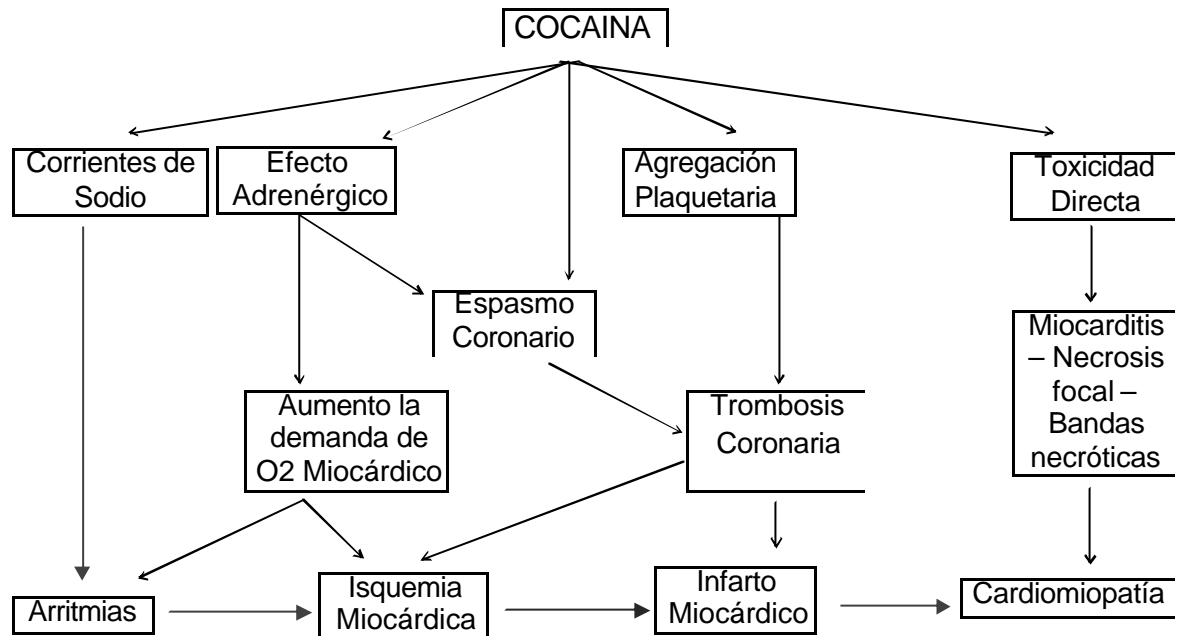 COCAINA
Corrientes de
Sodio
Efecto
Adrenérgico
Agregación
Plaquetaria
Toxicidad
Directa
Espasmo
Coronario
Miocarditis
– Necrosis
focal –
Bandas
necróticas
Aumento la
demanda de
O2 Miocárdico
Trombosis
Coronaria
Arritmias
Isquemia
Miocárdica
Infarto
Miocárdico
Cardiomiopatía